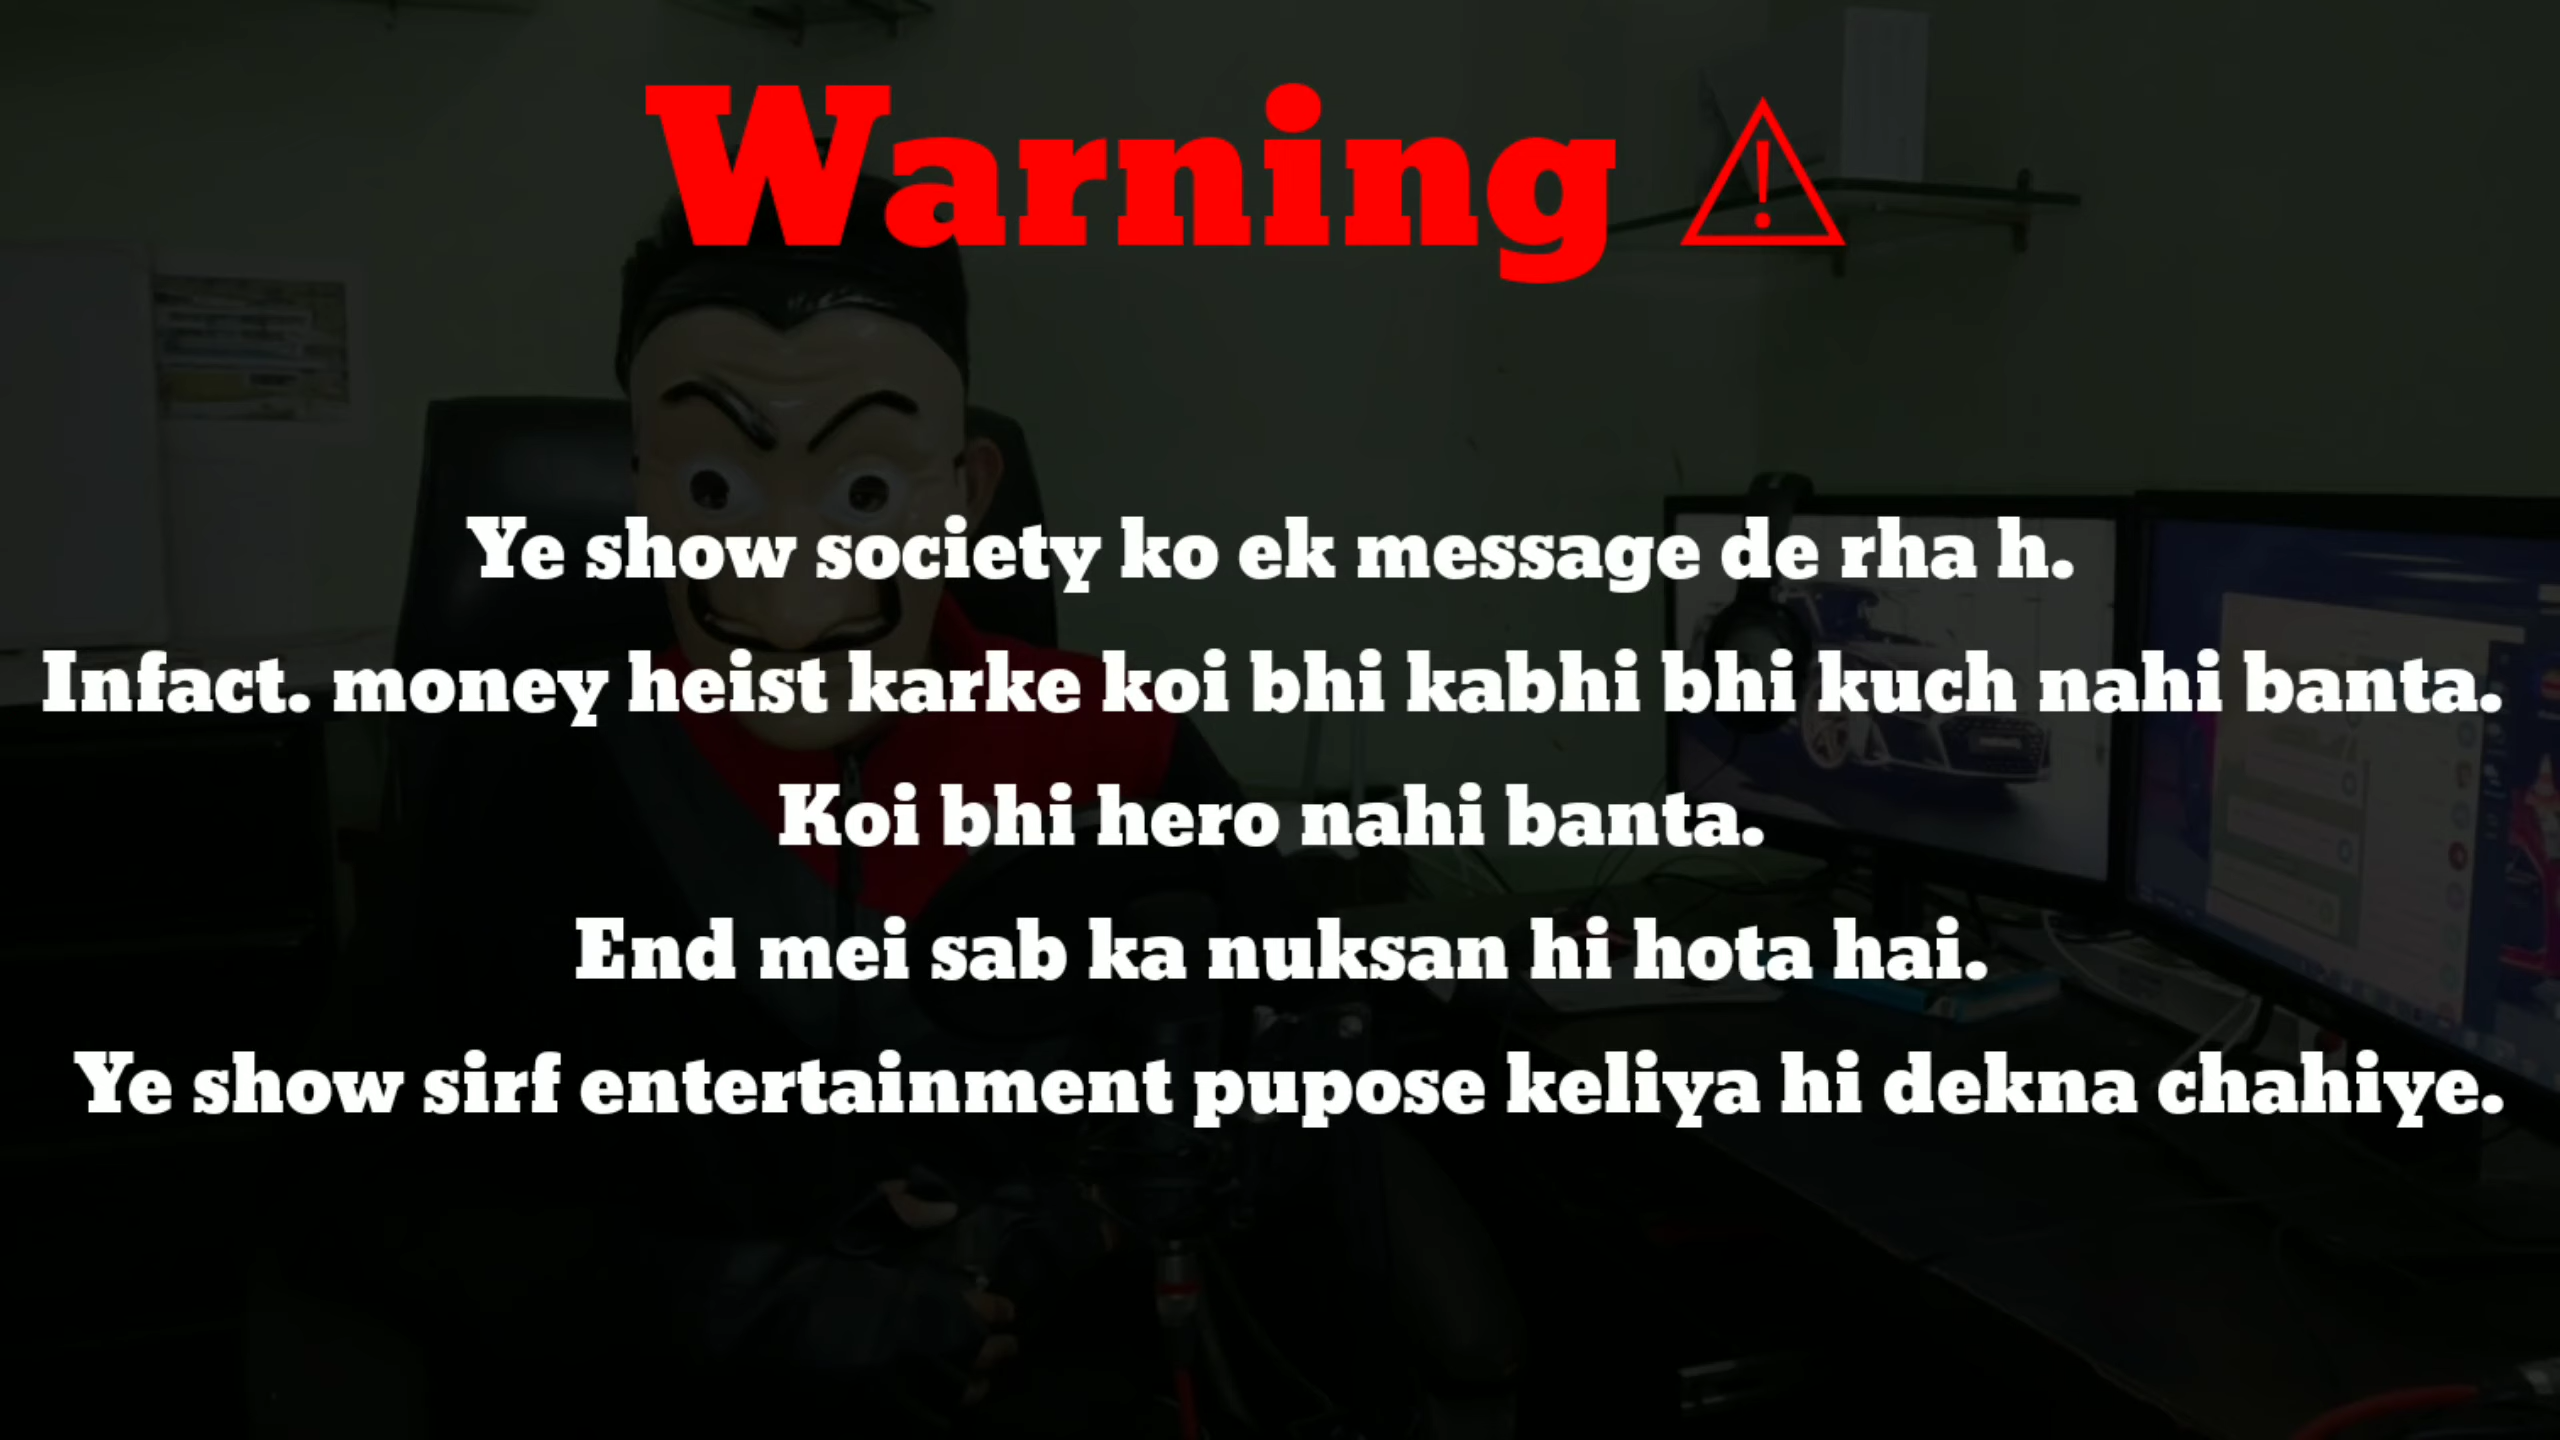 Warning ⚠
Ye show society ko ek message de rha h.
Infact. money heist karke koi bhi kabhi bhi kuch nahi banta.
Koi bhi hero nahi banta.
End mei sab ka nuksan hi hota hai.
Ye show sirf entertainment pupose keliya hi dekna chahiye.